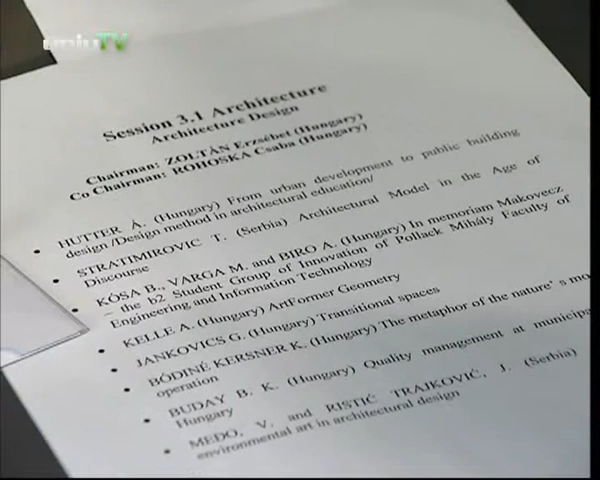 univTV
Session 3.1 Architecture
Architecture Design
Chairman: ZOLTÁN Erzsébet (Hungary)
Co Chairman: ROHOSKA Csaba (Hungary)
• HUTTER Á. (Hungary) From urban development to public building
design /Design method in architectural education/
• STRATIMIROVIC T. (Serbia) Architectural Model in the Age of
Discourse
• KÓSA B., VARGA M. and BIRO A. (Hungary) In memoriam Makovecz
– the b2 Student Group of Innovation of Pollack Mihály Faculty of
Engineering and Information Technology
• KELLE A. (Hungary) ArtFormer Geometry
• JANKOVICS G. (Hungary) Transitional spaces
• BÓDINÉ KERSNER K. (Hungary) The metaphor of the nature's mo
operation
• BUDAY B. K. (Hungary) Quality management at municipa
Hungary
• MEDO, V. and RISTIĆ TRAJKOVIĆ, J. (Serbia)
environmental art in architectural design